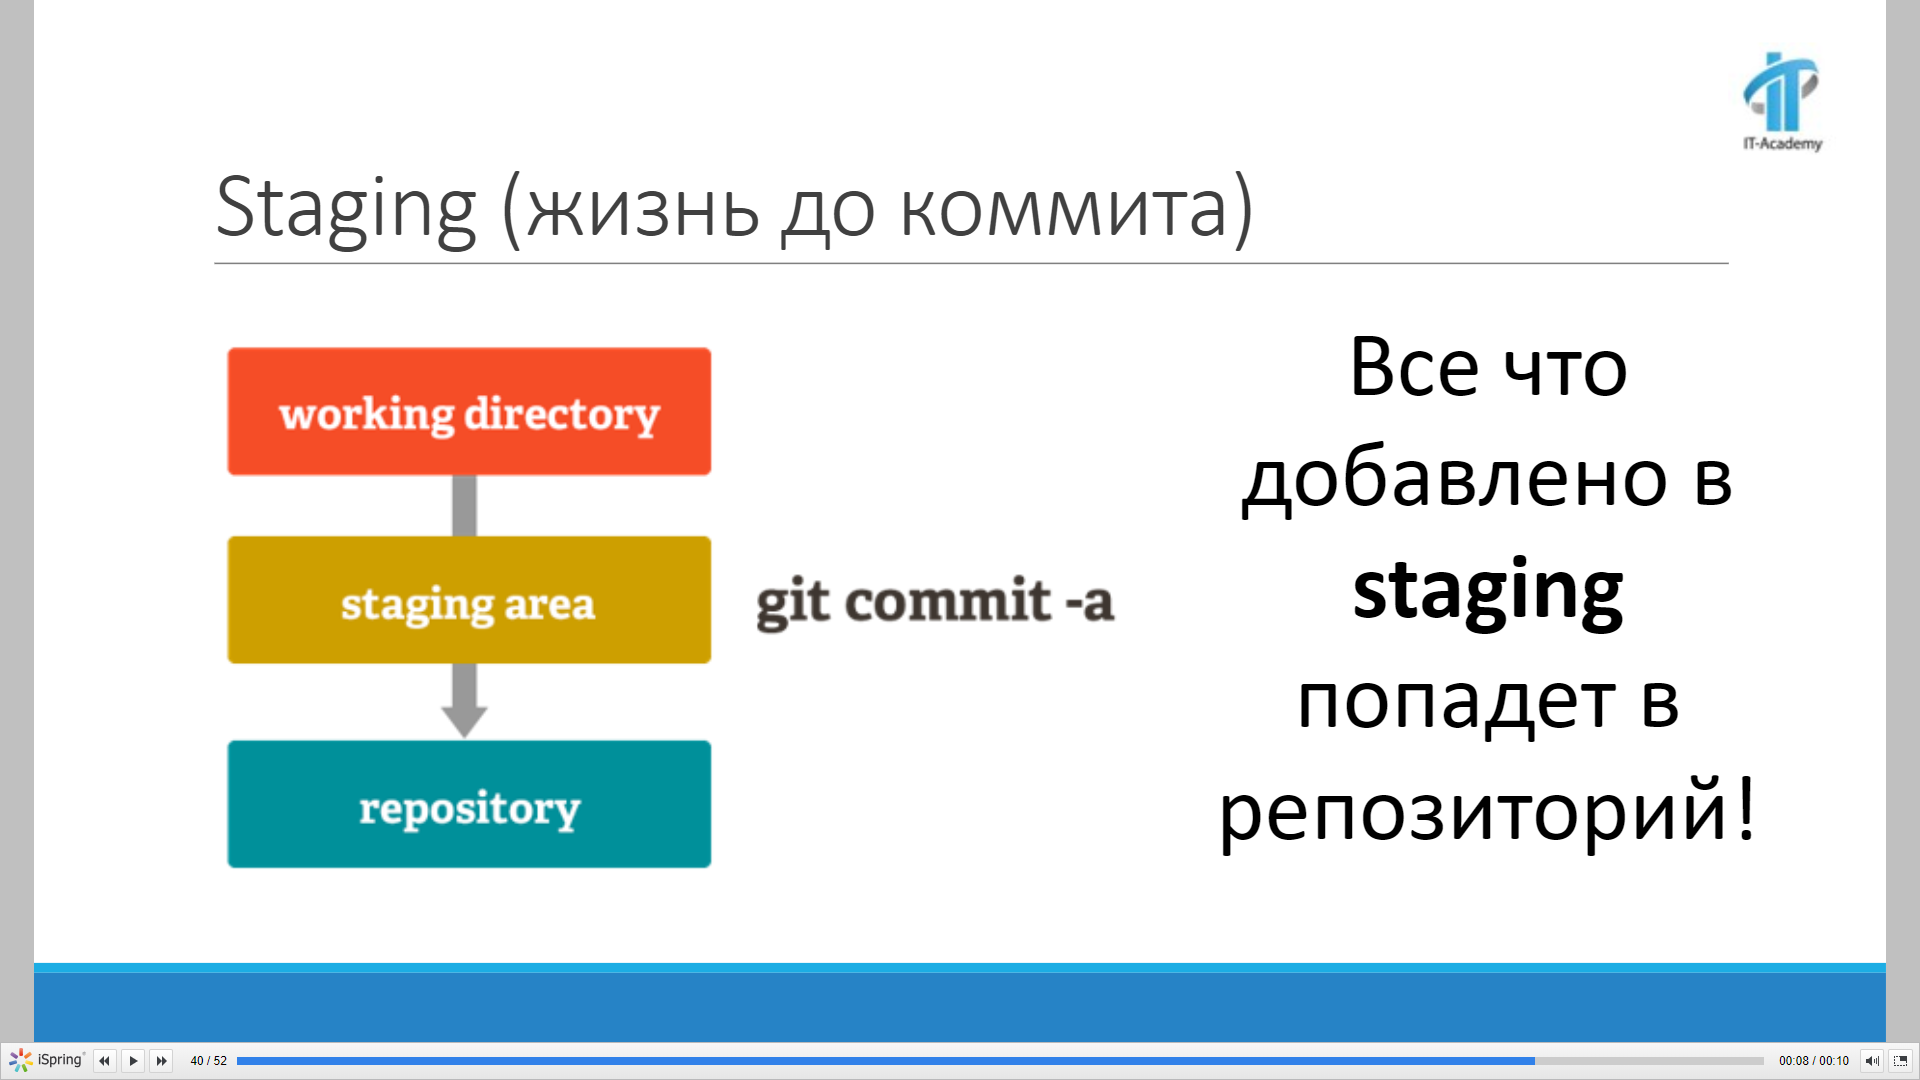 IT-Academy
Staging (жизнь до коммита)
working directory
staging area
git commit -a
repository
Все что
добавлено в
staging
попадет в
репозиторий!
iSpring
40 / 52
00:08 / 00:10